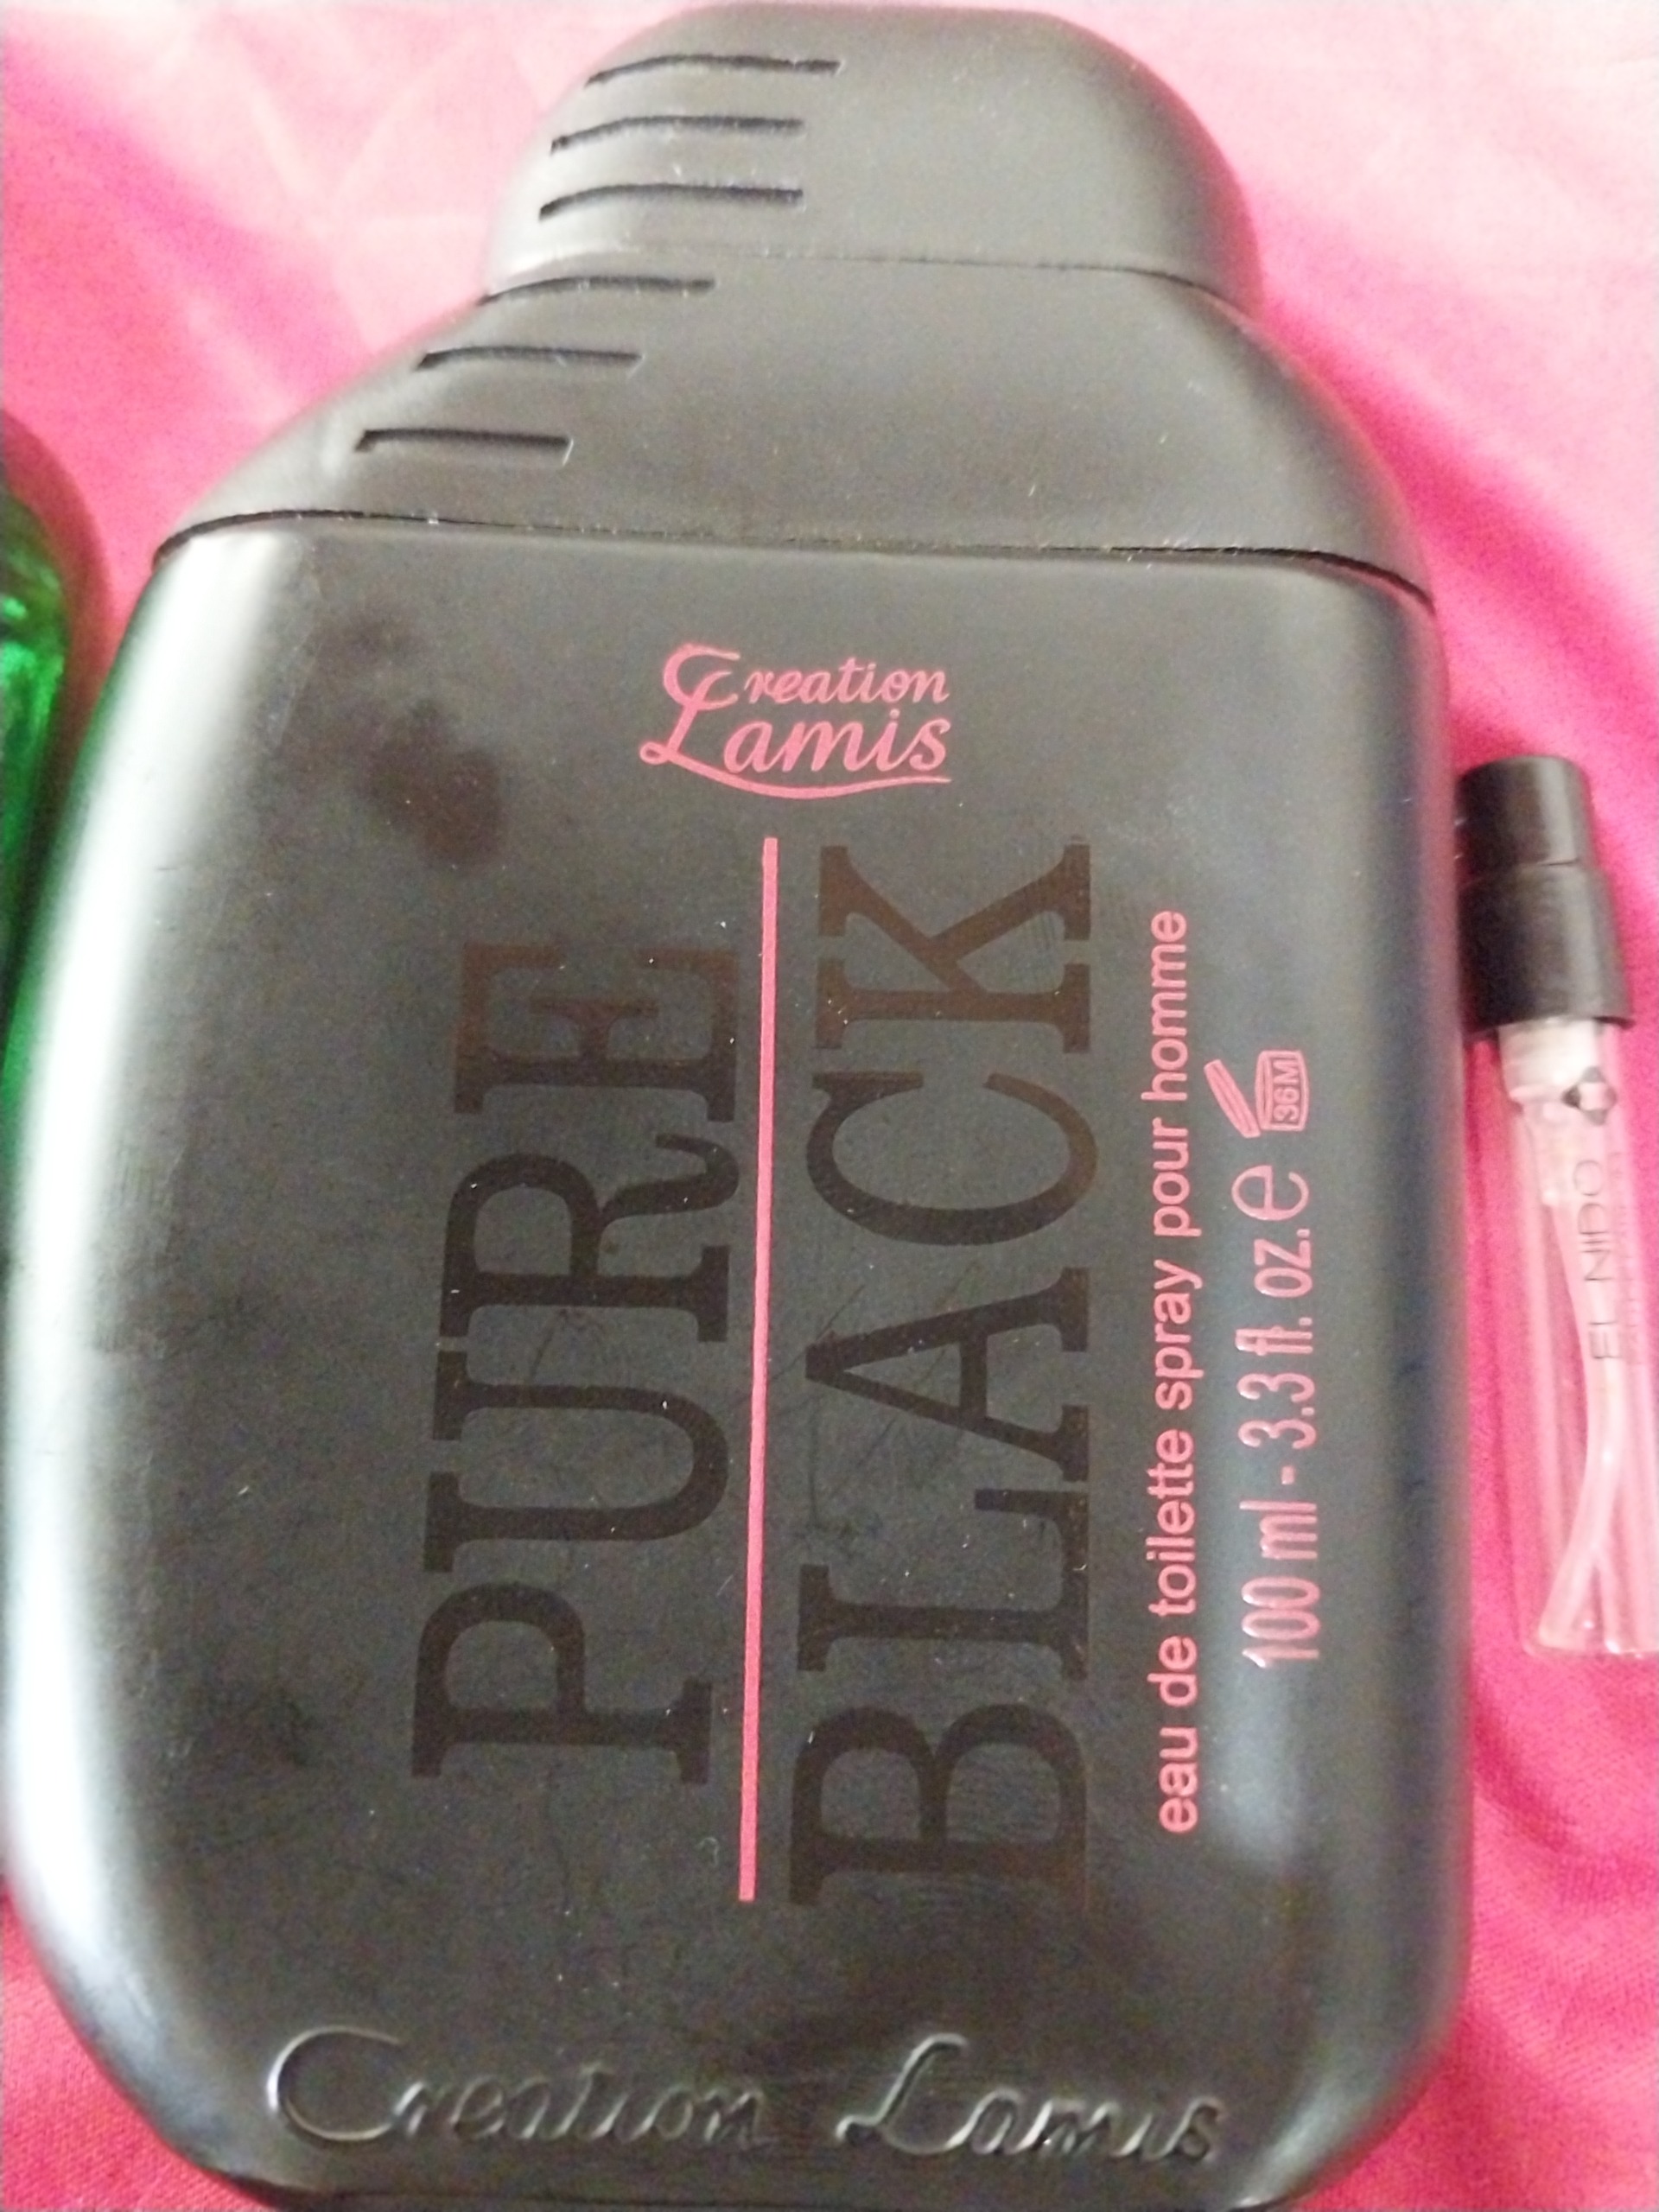 Creation
Lamis
PURE
BLACK
eau de toilette spray pour homme
100 ml - 3.3 fl. oz. e 36M
Creation Lamis
EL NIDO